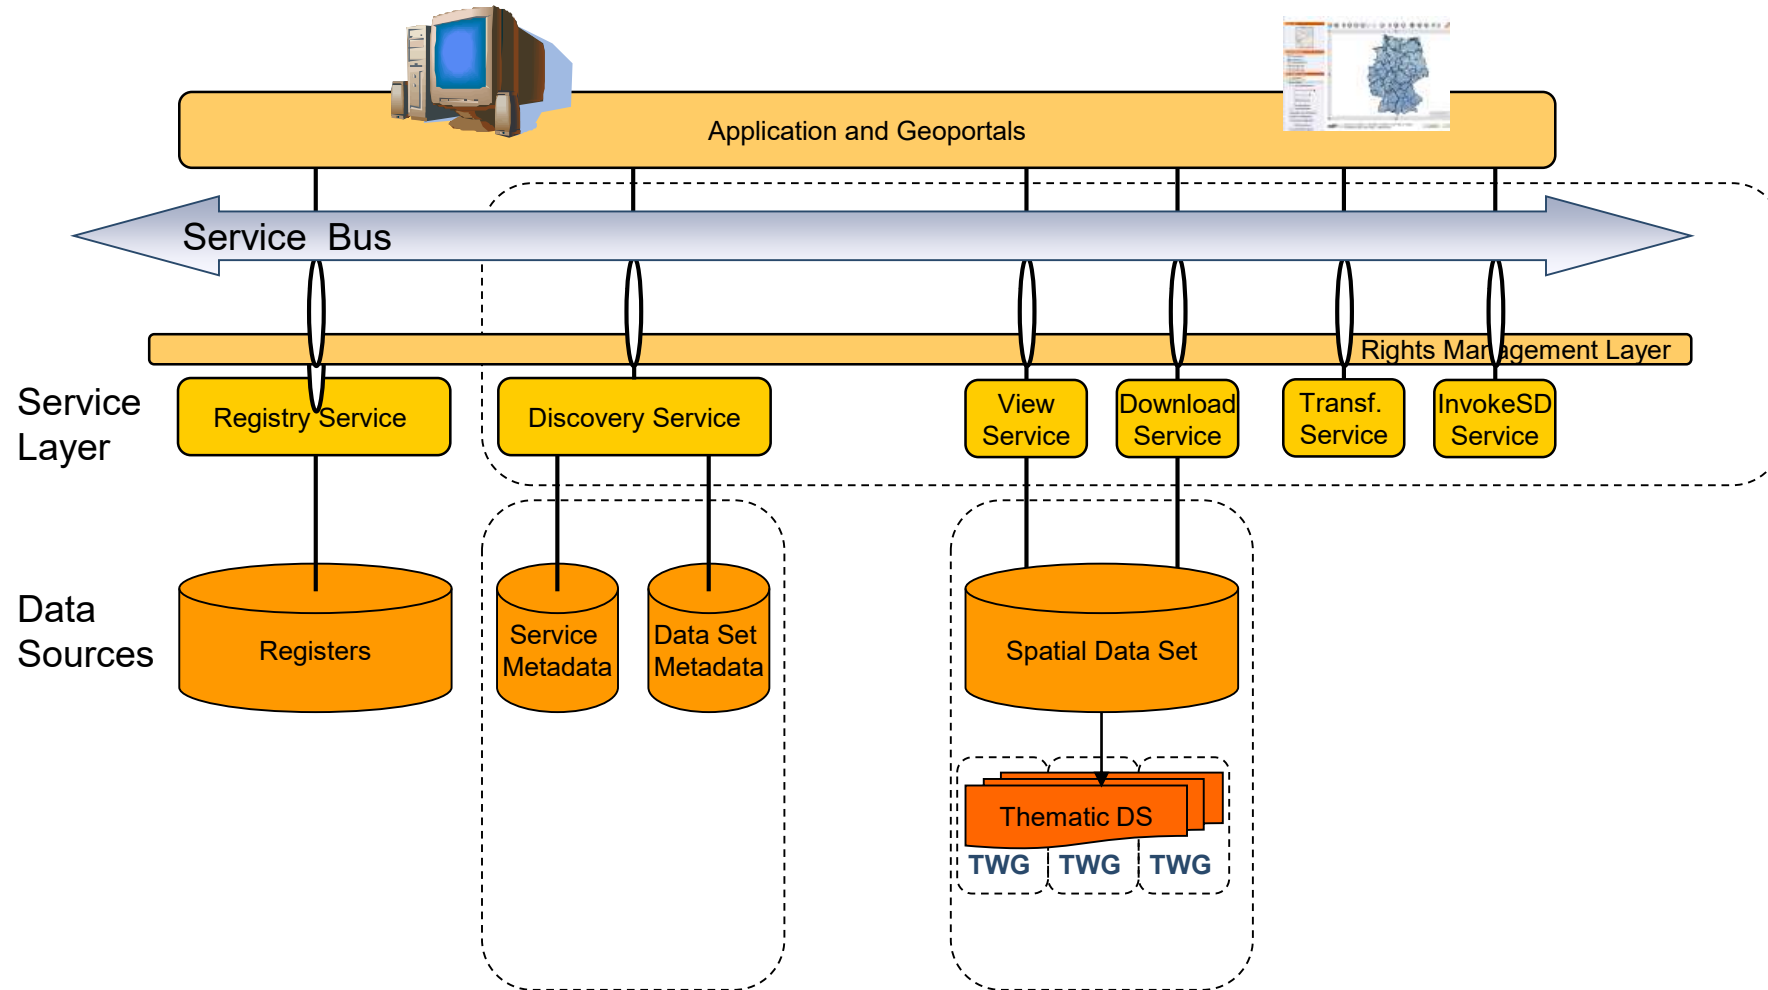 Application and Geoportals
Service Bus
Rights Management Layer
Service
Layer
Registry Service
Discovery Service
View
Service
Download
Service
Transf.
Service
InvokeSD
Service
Data
Sources
Registers
Service
Metadata
Data Set
Metadata
Spatial Data Set
Thematic DS
TWG TWG TWG